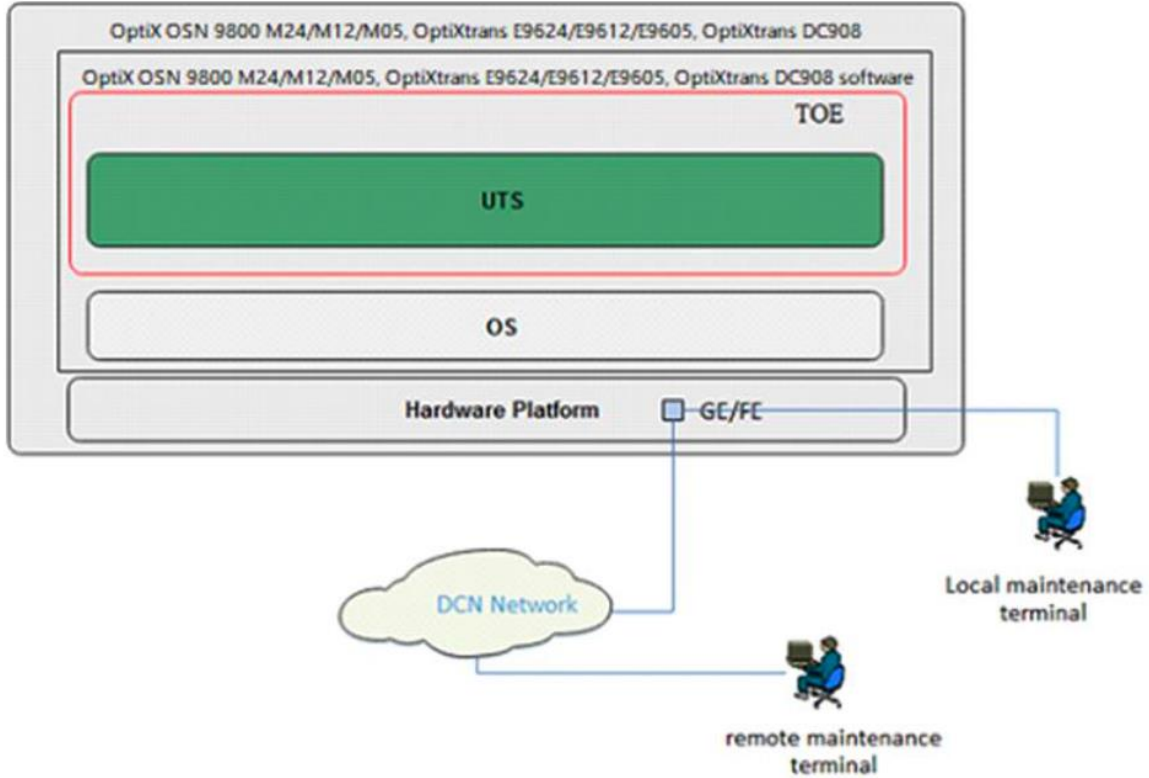 OptiX OSN 9800 M24/M12/M05, OptiXtrans E9624/E9612/E9605, OptiXtrans DC908
OptiX OSN 9800 M24/M12/M05, OptiXtrans E9624/E9612/E9605, OptiXtrans DC908 software
TOE
UTS
OS
Hardware Platform
GE/FE
Local maintenance
terminal
DCN Network
remote maintenance
terminal